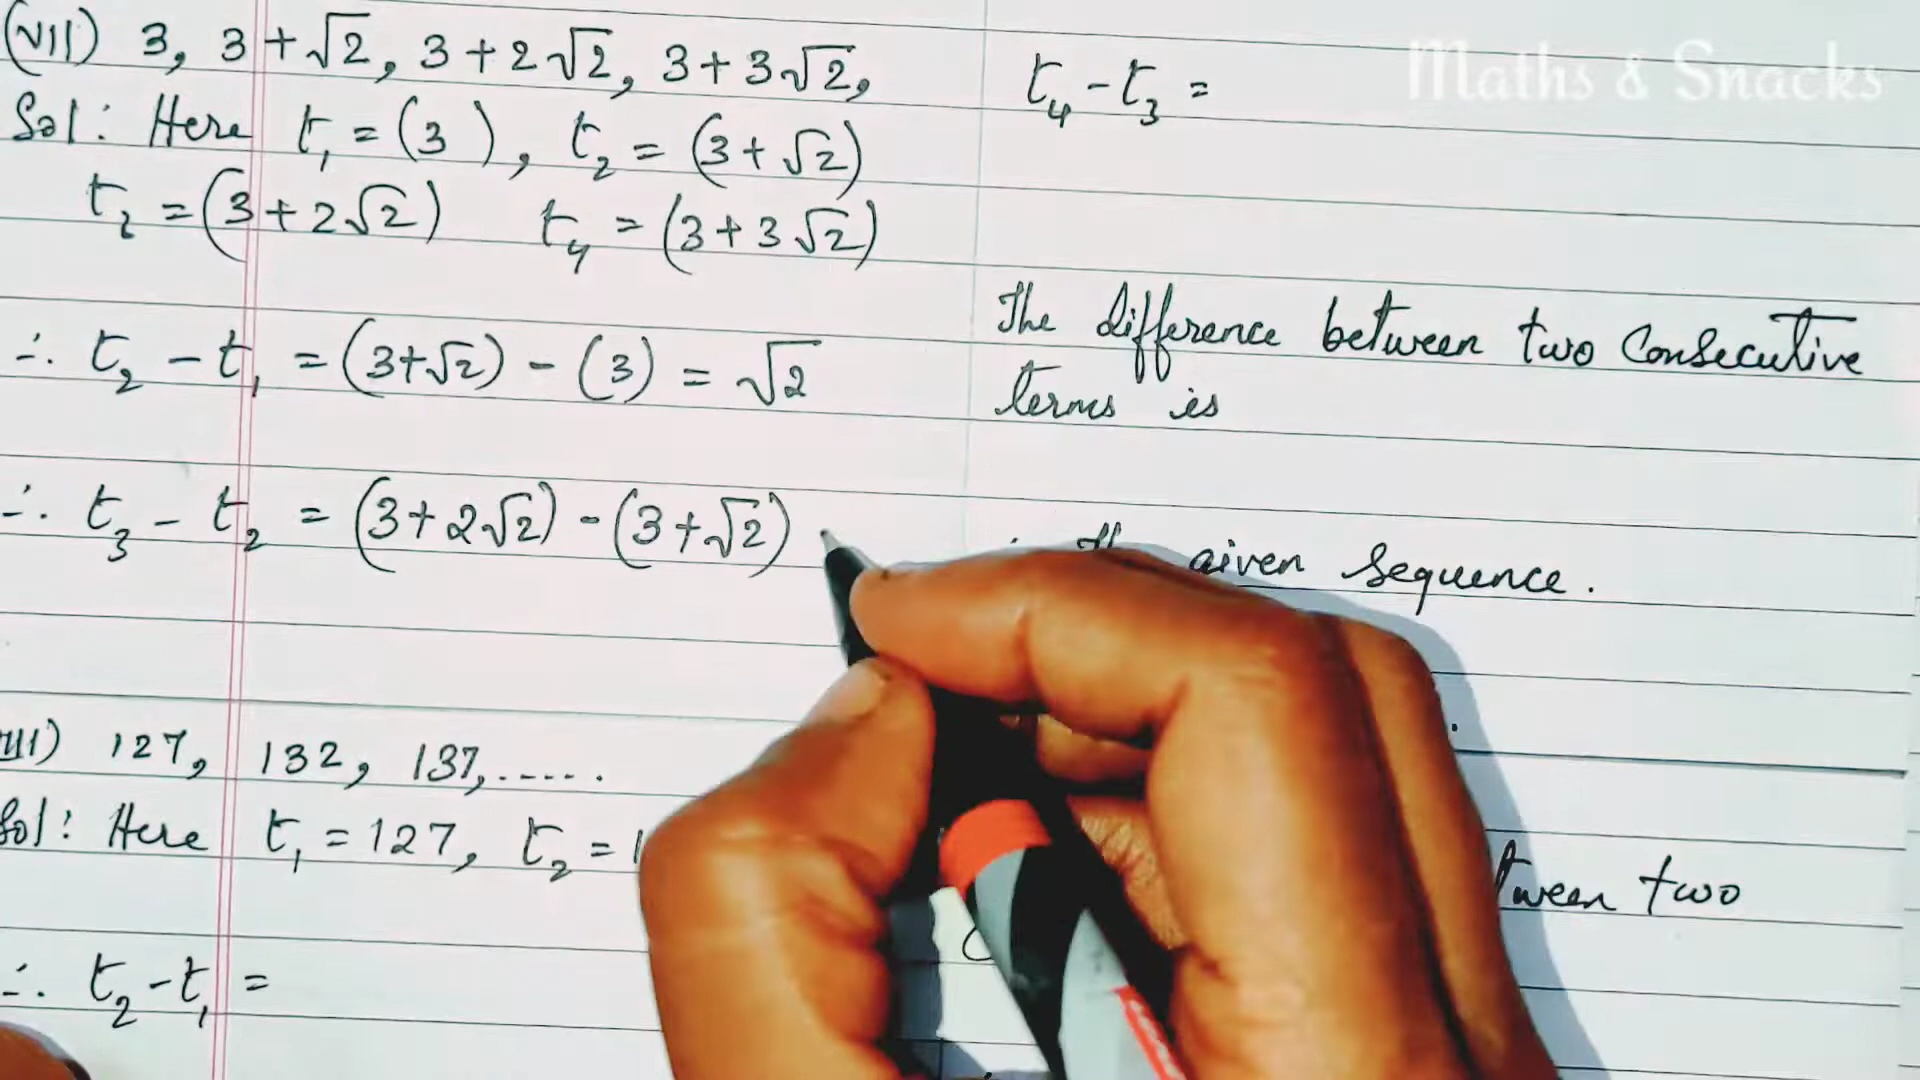 (VII) 3, 3+√2, 3+2√2, 3+3√2,
Sol: Here t₁ = (3 ), t₂ = (3+√2)
t₂ = (3+2√2) t₄ = (3+3√2)
∴ t₂ - t₁ = (3+√2) - (3) = √2
∴ t₃ - t₂ = (3+2√2) - (3+√2)
VIII) 127, 132, 137, .....
Sol: Here t₁ = 127, t₂ = 1
∴ t₂ - t₁ =
Maths & Snacks
t₄ - t₃ =
The difference between two Consecutive
terms is
given sequence.
tween two